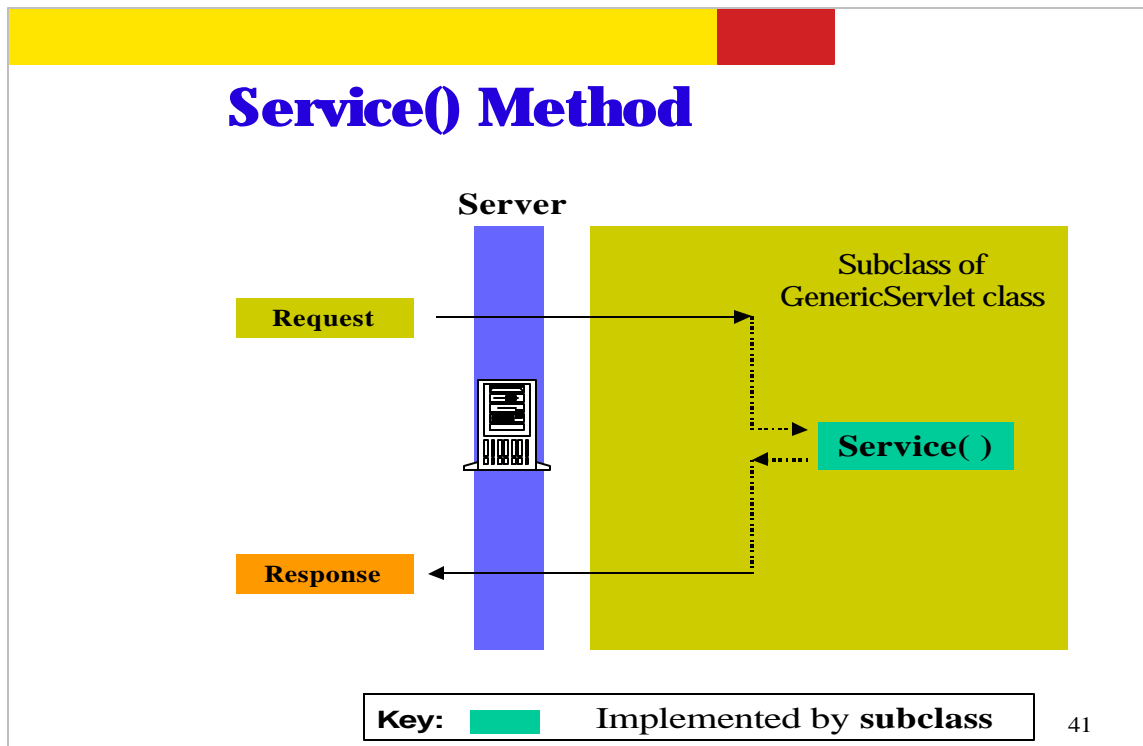 Service() Method
Server
Subclass of
GenericServlet class
Request
Service( )
Response
Key: Implemented by subclass
41